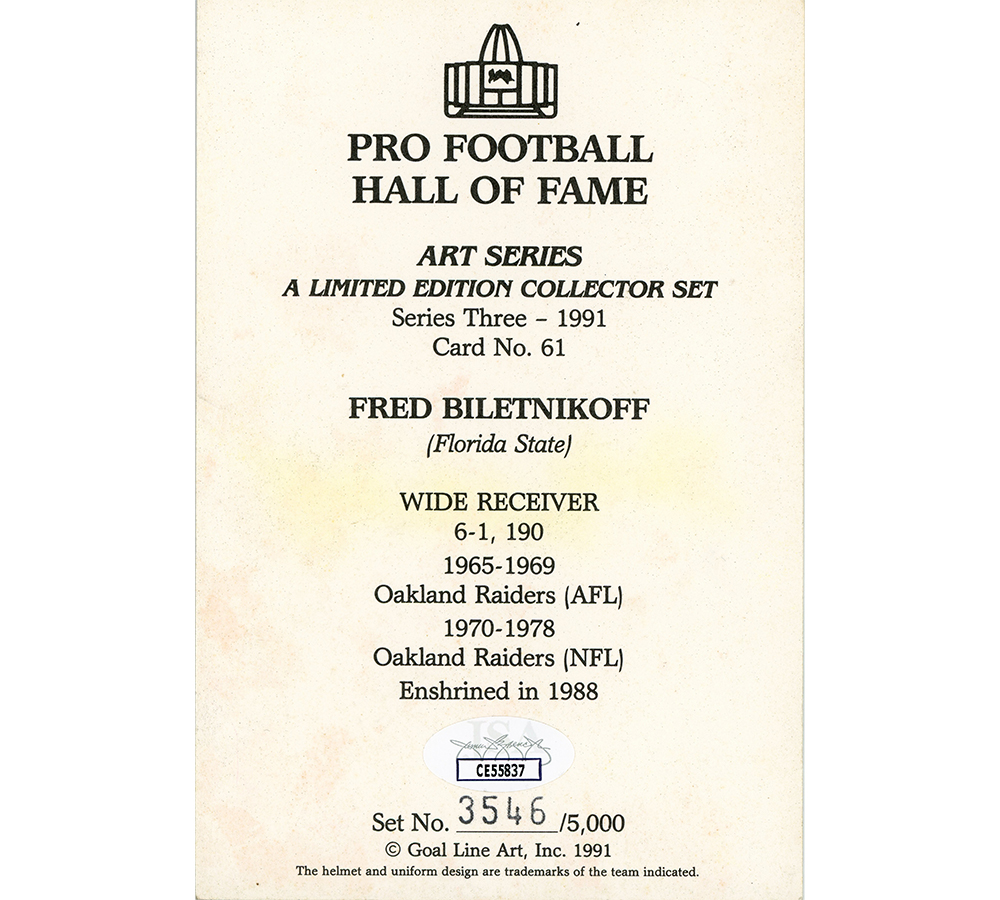 PRO FOOTBALL
HALL OF FAME
ART SERIES
A LIMITED EDITION COLLECTOR SET
Series Three – 1991
Card No. 61
FRED BILETNIKOFF
(Florida State)
WIDE RECEIVER
6-1, 190
1965-1969
Oakland Raiders (AFL)
1970-1978
Oakland Raiders (NFL)
Enshrined in 1988
JSA
CE55837
Set No. 3546 /5,000
© Goal Line Art, Inc. 1991
The helmet and uniform design are trademarks of the team indicated.